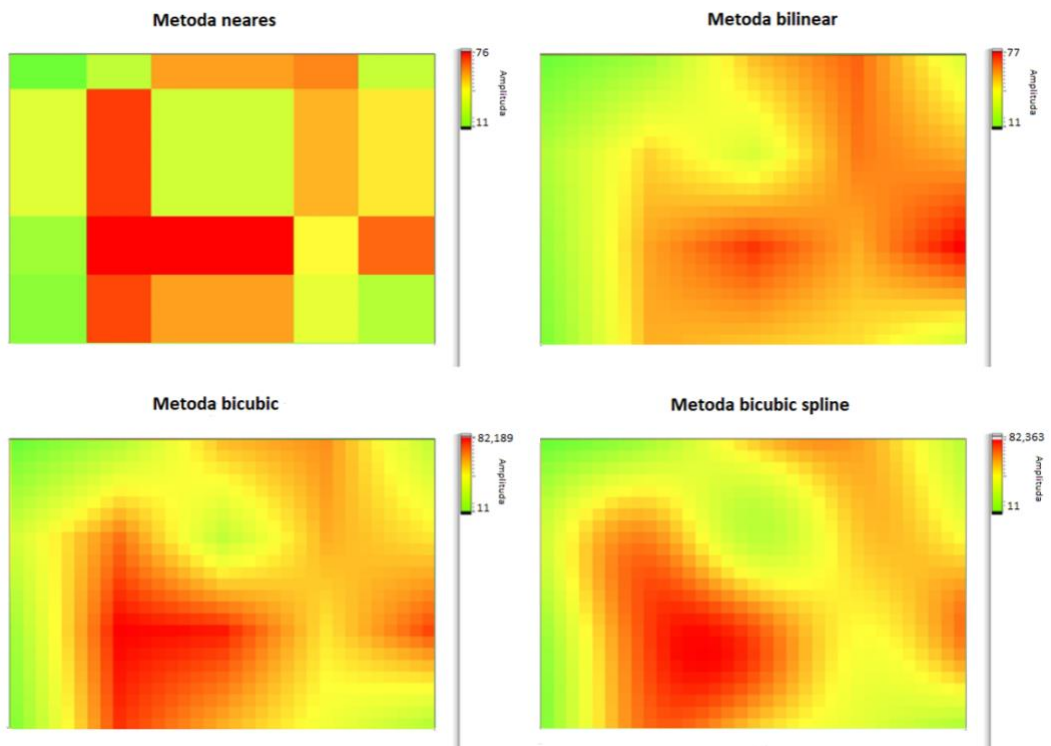 Metoda neares
76
Amplituda
11
Metoda bilinear
77
Amplituda
11
Metoda bicubic
82,189
Amplituda
11
Metoda bicubic spline
82,363
Amplituda
11